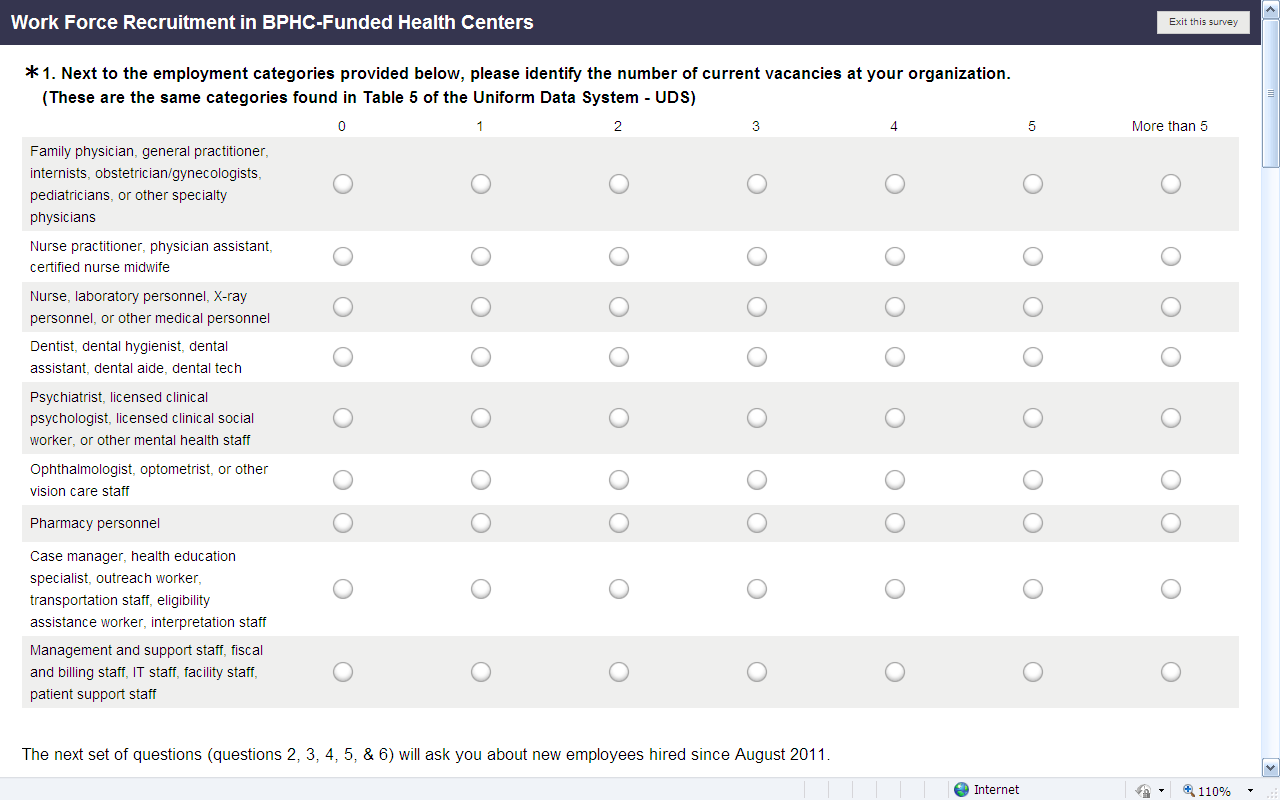 Work Force Recruitment in BPHC-Funded Health Centers
Exit this survey
*1. Next to the employment categories provided below, please identify the number of current vacancies at your organization.
(These are the same categories found in Table 5 of the Uniform Data System - UDS)
0 1 2 3 4 5 More than 5
Family physician, general practitioner,
internists, obstetrician/gynecologists,
pediatricians, or other specialty
physicians
Nurse practitioner, physician assistant,
certified nurse midwife
Nurse, laboratory personnel, X-ray
personnel, or other medical personnel
Dentist, dental hygienist, dental
assistant, dental aide, dental tech
Psychiatrist, licensed clinical
psychologist, licensed clinical social
worker, or other mental health staff
Ophthalmologist, optometrist, or other
vision care staff
Pharmacy personnel
Case manager, health education
specialist, outreach worker,
transportation staff, eligibility
assistance worker, interpretation staff
Management and support staff, fiscal
and billing staff, IT staff, facility staff,
patient support staff
The next set of questions (questions 2, 3, 4, 5, & 6) will ask you about new employees hired since August 2011.
Internet
110%